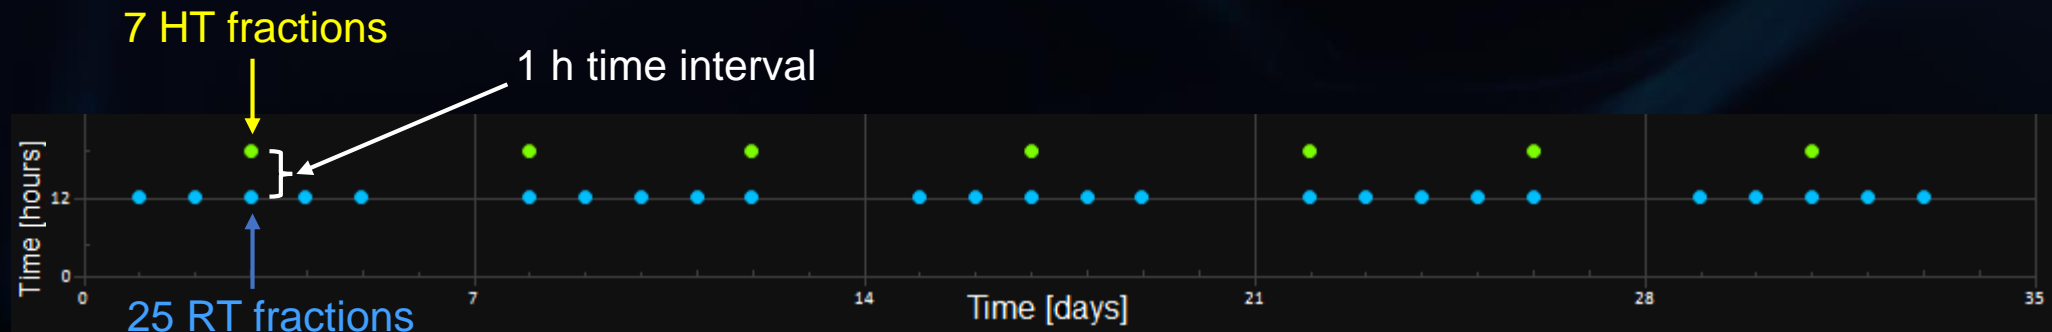 7 HT fractions
1 h time interval
Time [hours]
12
0
0
7
14
21
28
35
Time [days]
25 RT fractions